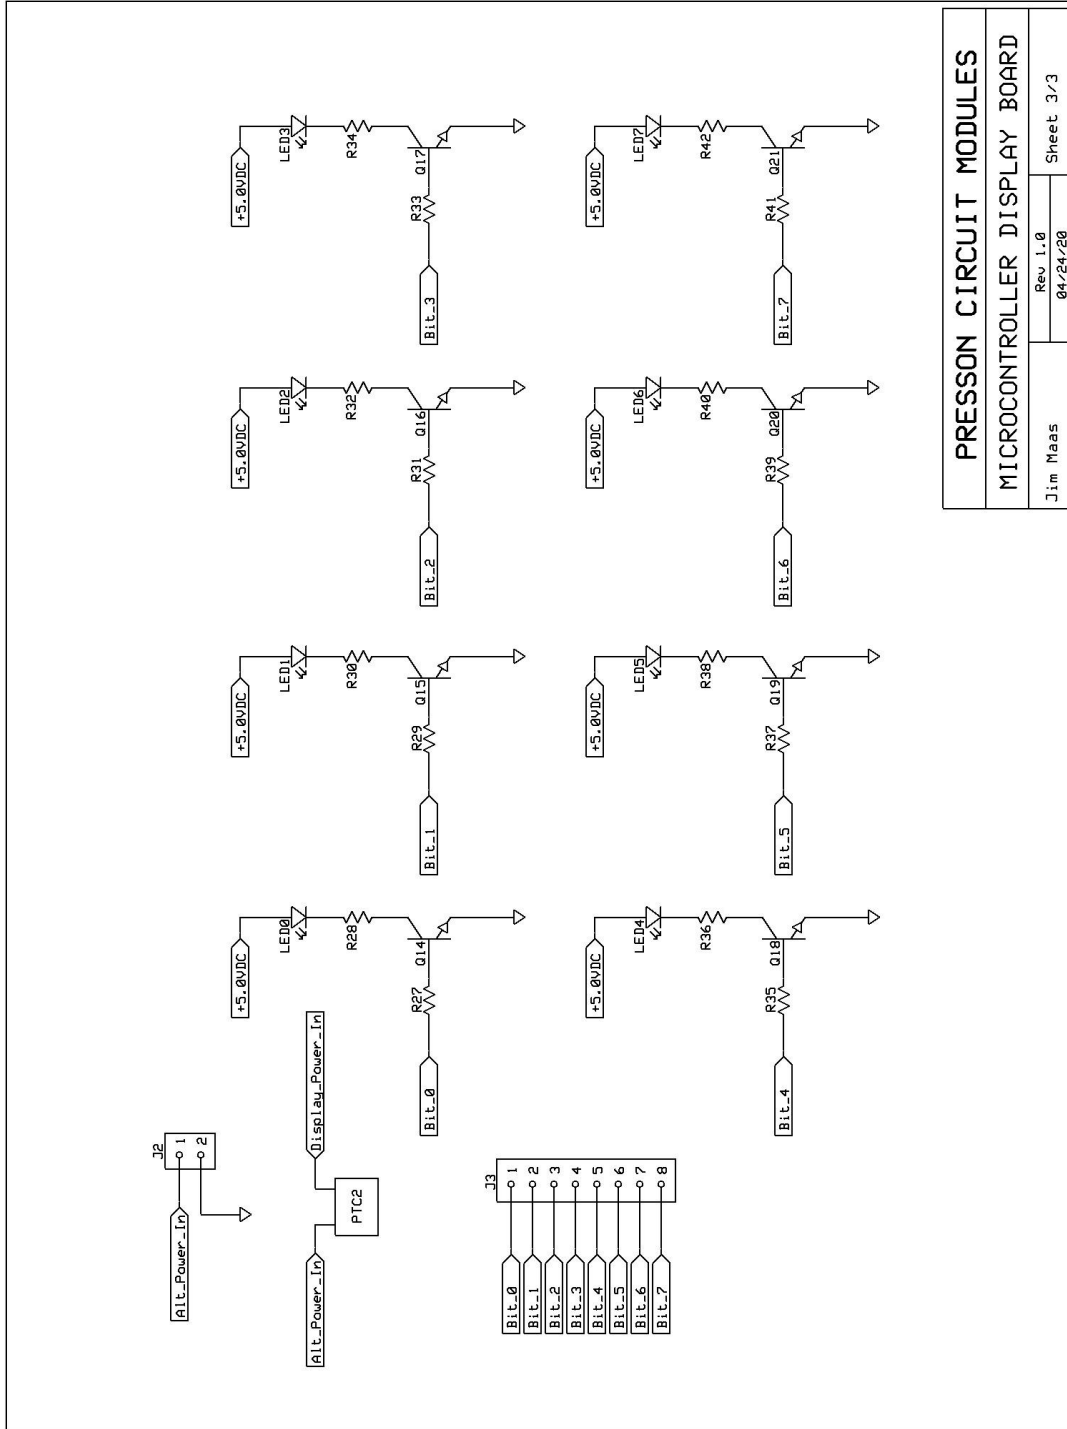 J2
1
2
Alt_Power_In
Alt_Power_In
PTC2
Display_Power_In
J3
1
2
3
4
5
6
7
8
Bit_0
Bit_1
Bit_2
Bit_3
Bit_4
Bit_5
Bit_6
Bit_7
+5.0VDC
LED0
R28
Q14
R27
Bit_0
+5.0VDC
LED1
R30
Q15
R29
Bit_1
+5.0VDC
LED2
R32
Q16
R31
Bit_2
+5.0VDC
LED3
R34
Q17
R33
Bit_3
+5.0VDC
LED4
R36
Q18
R35
Bit_4
+5.0VDC
LED5
R38
Q19
R37
Bit_5
+5.0VDC
LED6
R40
Q20
R39
Bit_6
+5.0VDC
LED7
R42
Q21
R41
Bit_7
PRESSON CIRCUIT MODULES
MICROCONTROLLER DISPLAY BOARD
Jim Maas
Rev 1.0
04/24/20
Sheet 3/3